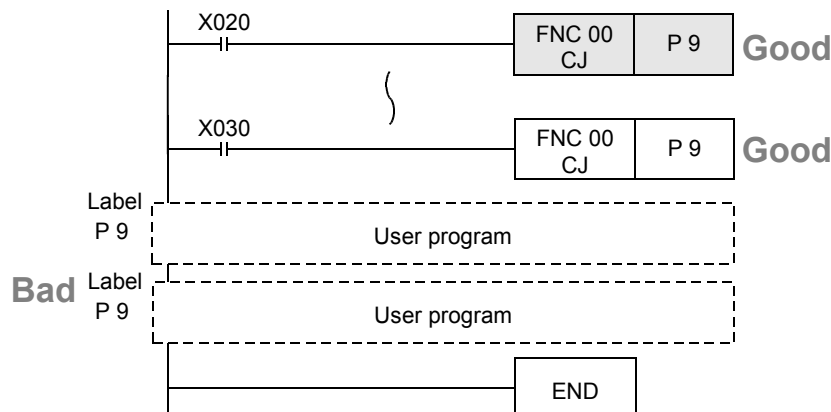 X020
FNC 00
CJ
P 9
Good
X030
FNC 00
CJ
P 9
Good
Label
P 9
User program
Bad
Label
P 9
User program
END